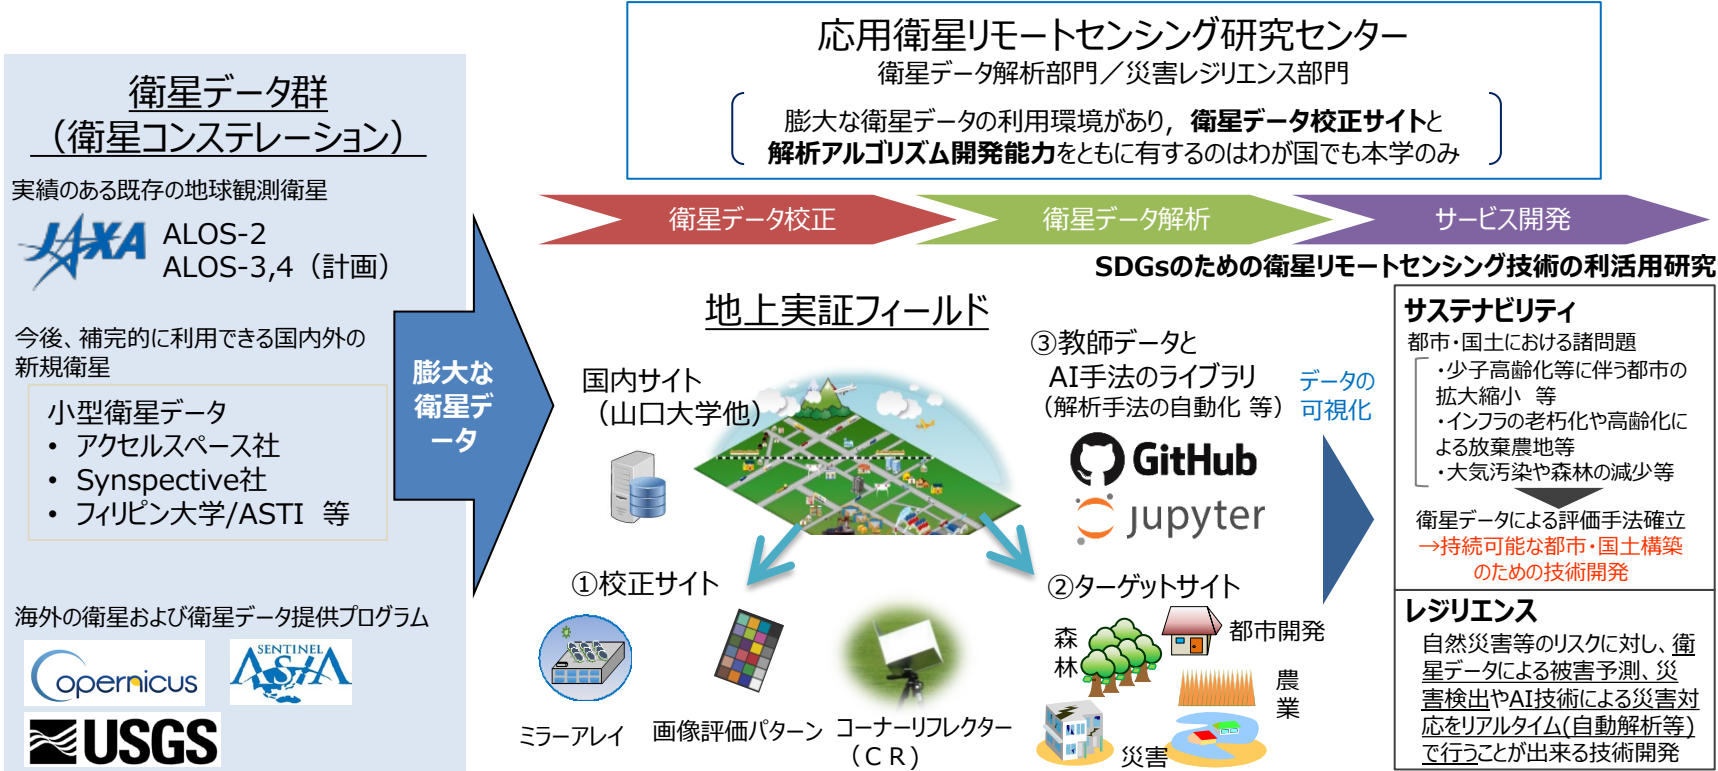 応用衛星リモートセンシング研究センター
衛星データ解析部門／災害レジリエンス部門
膨大な衛星データの利用環境があり，衛星データ校正サイトと
解析アルゴリズム開発能力をともに有するのはわが国でも本学のみ
衛星データ群
（衛星コンステレーション）
実績のある既存の地球観測衛星
JAXA
ALOS-2
ALOS-3,4（計画）
今後、補完的に利用できる国内外の
新規衛星
小型衛星データ
• アクセルスペース社
• Synspective社
• フィリピン大学/ASTI 等
海外の衛星および衛星データ提供プログラム
Copernicus
SENTINEL
ASIA
USGS
膨大な
衛星デ
ータ
衛星データ校正
衛星データ解析
サービス開発
SDGsのための衛星リモートセンシング技術の利活用研究
地上実証フィールド
国内サイト
（山口大学他）
③教師データと
AI手法のライブラリ
（解析手法の自動化 等）
GitHub
jupyter
データの
可視化
①校正サイト
ミラーアレイ
画像評価パターン
コーナーリフレクター
（ＣＲ）
②ターゲットサイト
森
林
都市開発
農
業
災害
サステナビリティ
都市・国土における諸問題
・少子高齢化等に伴う都市の
拡大縮小 等
・インフラの老朽化や高齢化に
よる放棄農地等
・大気汚染や森林の減少等
衛星データによる評価手法確立
→持続可能な都市・国土構築
のための技術開発
レジリエンス
自然災害等のリスクに対し、衛
星データによる被害予測、災
害検出やAI技術による災害対
応をリアルタイム(自動解析等)
で行うことが出来る技術開発